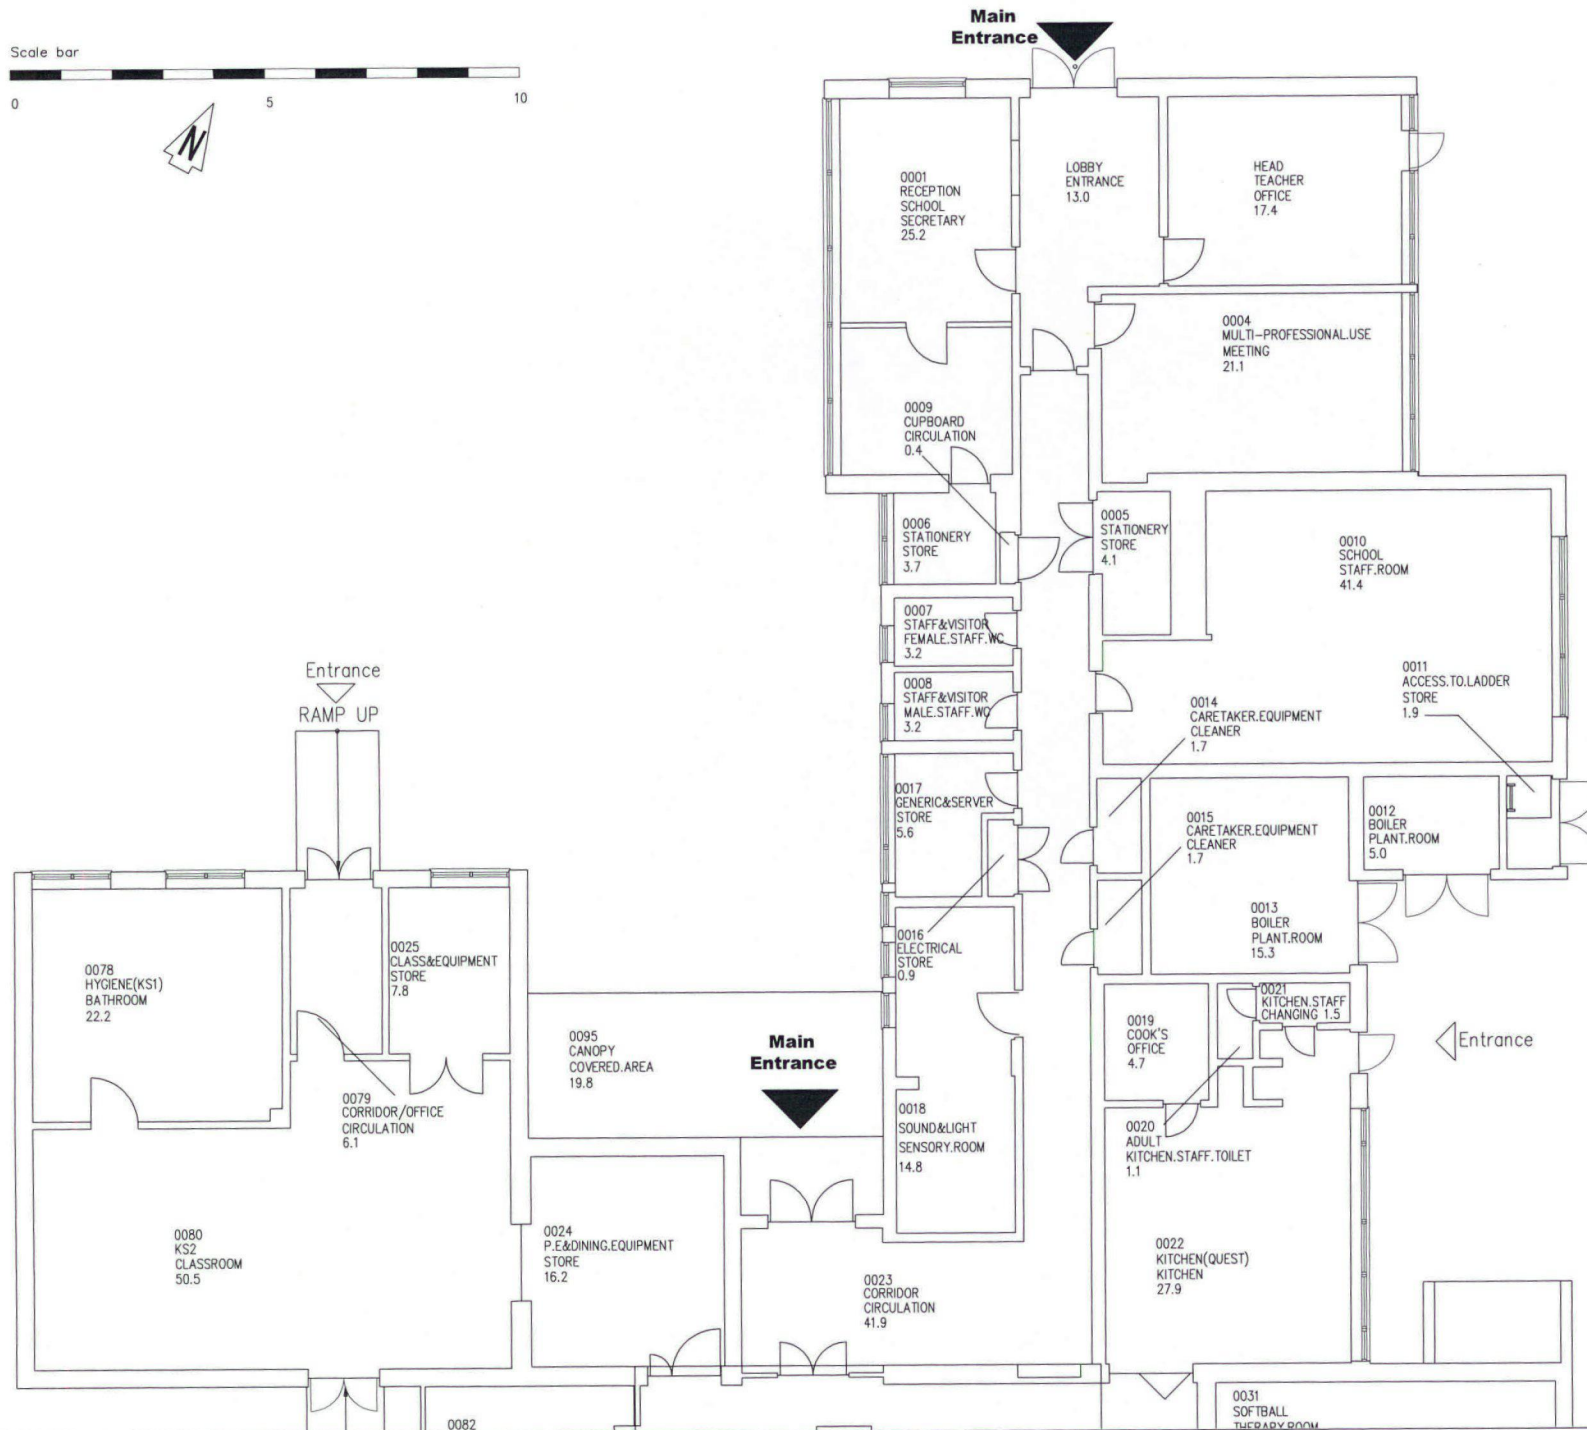 Main
Entrance
Scale bar
0
5
10
N
0001
RECEPTION
SCHOOL
SECRETARY
25.2
LOBBY
ENTRANCE
13.0
HEAD
TEACHER
OFFICE
17.4
0004
MULTI-PROFESSIONAL.USE
MEETING
21.1
0009
CUPBOARD
CIRCULATION
0.4
0006
STATIONERY
STORE
3.7
0005
STATIONERY
STORE
4.1
0010
SCHOOL
STAFF.ROOM
41.4
0007
STAFF&VISITOR
FEMALE.STAFF.WC
3.2
0008
STAFF&VISITOR
MALE.STAFF.WC
3.2
0011
ACCESS.TO.LADDER
STORE
1.9
0014
CARETAKER.EQUIPMENT
CLEANER
1.7
Entrance
RAMP UP
0017
GENERIC&SERVER
STORE
5.6
0015
CARETAKER.EQUIPMENT
CLEANER
1.7
0012
BOILER
PLANT.ROOM
5.0
0013
BOILER
PLANT.ROOM
15.3
0016
ELECTRICAL
STORE
0.9
0025
CLASS&EQUIPMENT
STORE
7.8
0078
HYGIENE(KS1)
BATHROOM
22.2
0021
KITCHEN.STAFF
CHANGING 1.5
0019
COOK'S
OFFICE
4.7
Entrance
0095
CANOPY
COVERED.AREA
19.8
Main
Entrance
0079
CORRIDOR/OFFICE
CIRCULATION
6.1
0018
SOUND&LIGHT
SENSORY.ROOM
14.8
0020
ADULT
KITCHEN.STAFF.TOILET
1.1
0080
KS2
CLASSROOM
50.5
0024
P.E&DINING.EQUIPMENT
STORE
16.2
0023
CORRIDOR
CIRCULATION
41.9
0022
KITCHEN(QUEST)
KITCHEN
27.9
0082
0031
SOFTBALL
THERAPY.ROOM